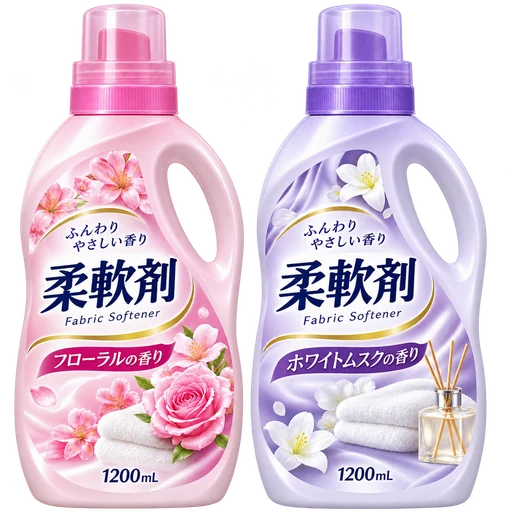 ふんわり
やさしい香り
柔軟剤
Fabric Softener
フローラルの香り
1200mL
ふんわり
やさしい香り
柔軟剤
Fabric Softener
ホワイトムスクの香り
1200mL